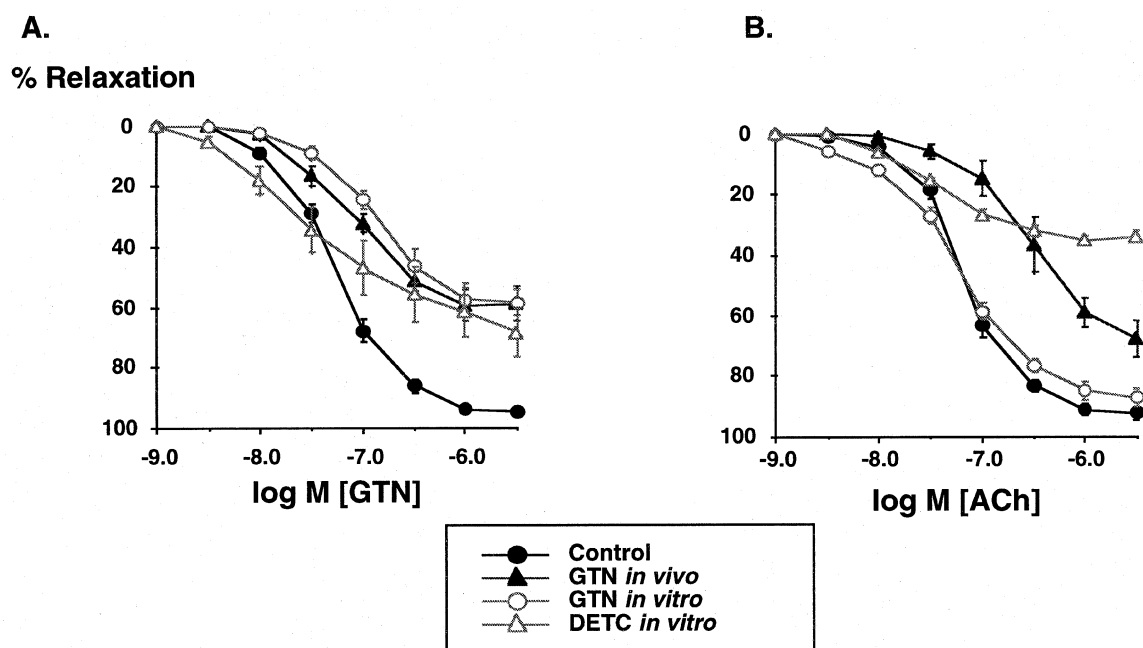 A.
B.
% Relaxation
0
20
40
60
80
100
-9.0 -8.0 -7.0 -6.0
log M [GTN]
0
20
40
60
80
100
-9.0 -8.0 -7.0 -6.0
log M [ACh]
Control
GTN in vivo
GTN in vitro
DETC in vitro